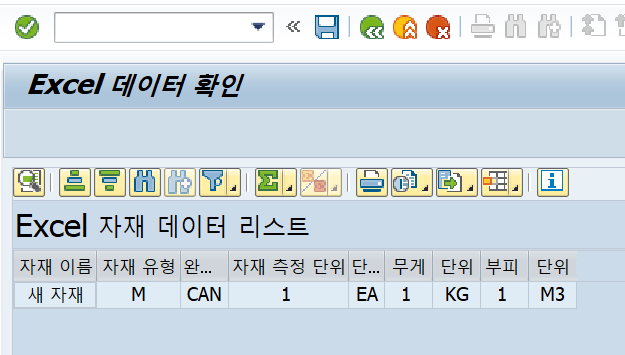 Excel 데이터 확인
Excel 자재 데이터 리스트
자재 이름 자재 유형 완... 자재 측정 단위 단... 무게 단위 부피 단위
새 자재 M CAN 1 EA 1 KG 1 M3